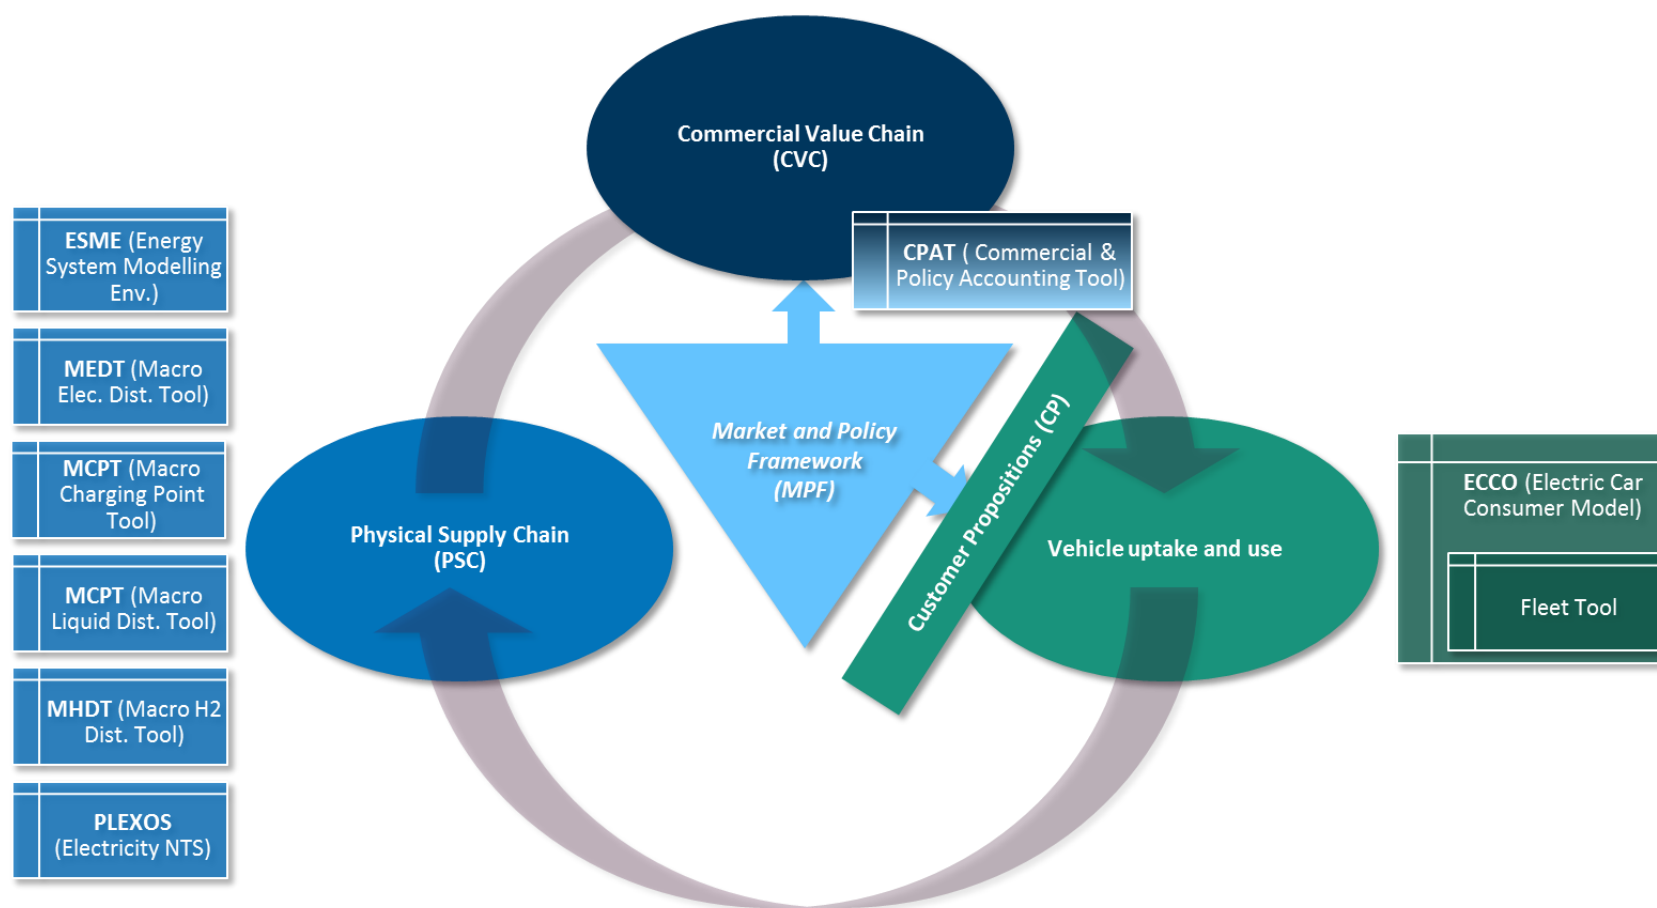 Commercial Value Chain
(CVC)
CPAT ( Commercial &
Policy Accounting Tool)
ESME (Energy
System Modelling
Env.)
MEDT (Macro
Elec. Dist. Tool)
MCPT (Macro
Charging Point
Tool)
MCPT (Macro
Liquid Dist. Tool)
MHDT (Macro H2
Dist. Tool)
PLEXOS
(Electricity NTS)
Physical Supply Chain
(PSC)
Market and Policy
Framework
(MPF)
Customer Propositions (CP)
Vehicle uptake and use
ECCO (Electric Car
Consumer Model)
Fleet Tool